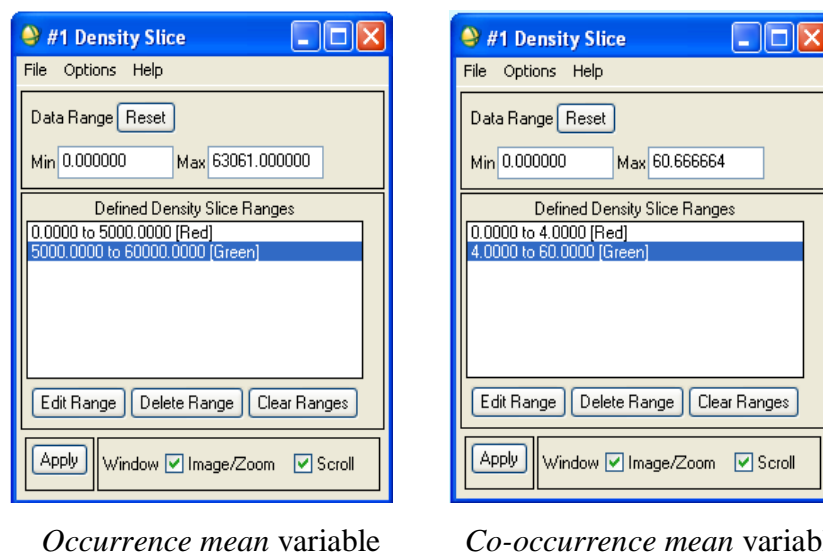 #1 Density Slice
File Options Help
Data Range Reset
Min 0.000000 Max 63061.000000
Defined Density Slice Ranges
0.0000 to 5000.0000 [Red]
5000.0000 to 60000.0000 [Green]
Edit Range Delete Range Clear Ranges
Apply Window Image/Zoom Scroll
Occurrence mean variable
#1 Density Slice
File Options Help
Data Range Reset
Min 0.000000 Max 60.666664
Defined Density Slice Ranges
0.0000 to 4.0000 [Red]
4.0000 to 60.0000 [Green]
Edit Range Delete Range Clear Ranges
Apply Window Image/Zoom Scroll
Co-occurrence mean